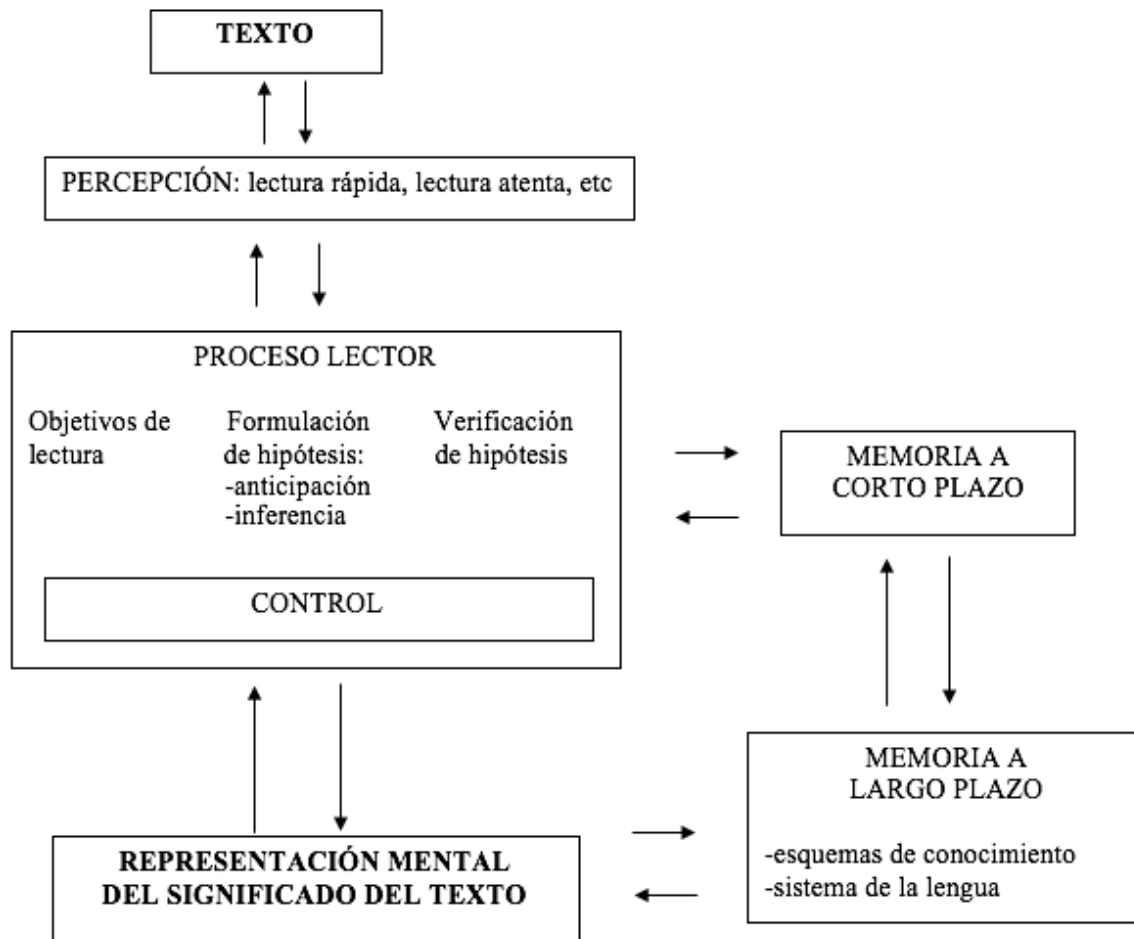 TEXTO
PERCEPCIÓN: lectura rápida, lectura atenta, etc
PROCESO LECTOR
Objetivos de
lectura
Formulación
de hipótesis:
-anticipación
-inferencia
Verificación
de hipótesis
CONTROL
MEMORIA A
CORTO PLAZO
MEMORIA A
LARGO PLAZO
-esquemas de conocimiento
-sistema de la lengua
REPRESENTACIÓN MENTAL
DEL SIGNIFICADO DEL TEXTO